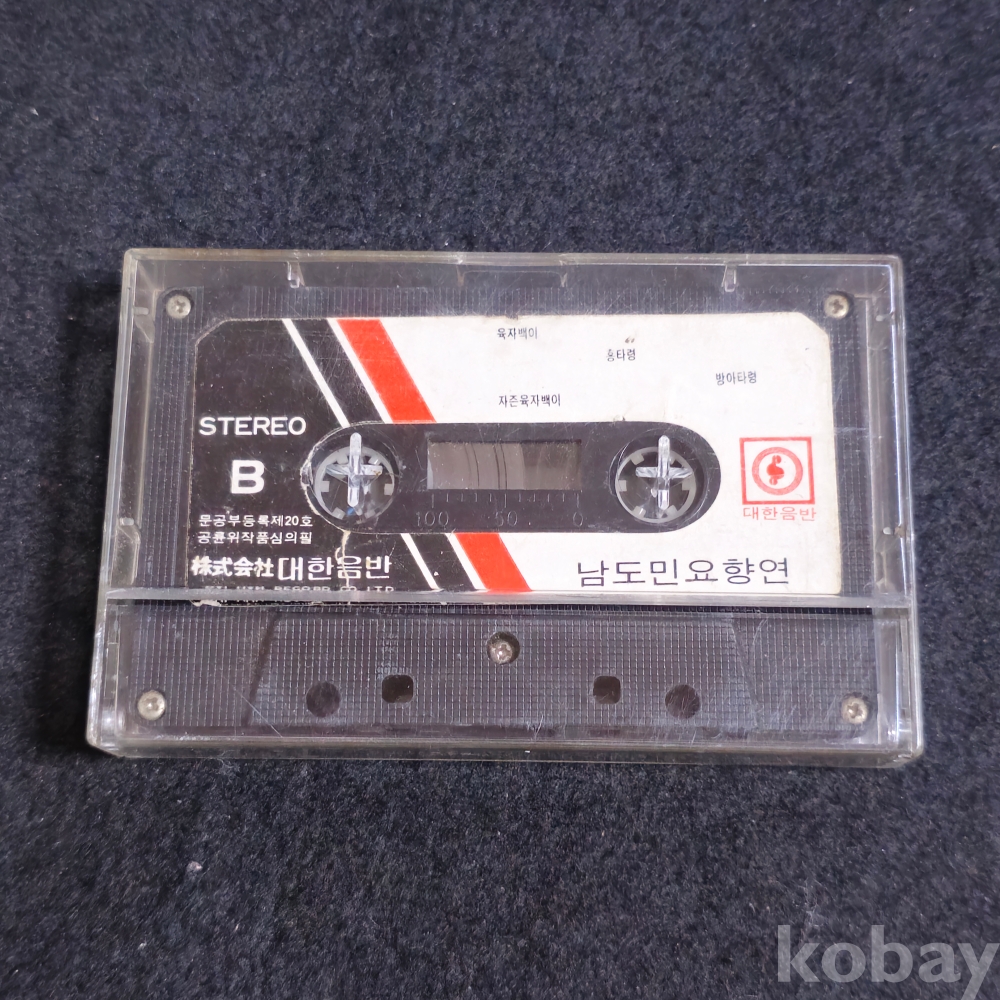 육자백이
흥타령
방아타령
자즌육자백이
STEREO
B
100 50 0
대한음반
문공부등록제20호
공륜위작품심의필
株式会社 대한음반
남도민요향연
RECORD CO LTD
kobay